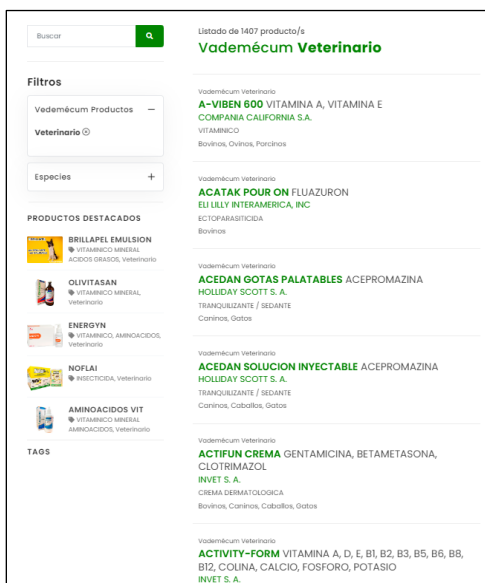 Buscar
Filtros
Vademécum Productos
Veterinario
Especies
PRODUCTOS DESTACADOS
BRILLAPEL EMULSION
VITAMINICO MINERAL
ACIDOS GRASOS, Veterinario
OLIVITASAN
VITAMINICO MINERAL,
Veterinario
ENERGYN
VITAMINICO, AMINOACIDOS,
Veterinario
NOFLAI
INSECTICIDA, Veterinario
AMINOACIDOS VIT
VITAMINICO MINERAL
AMINOACIDOS, Veterinario
TAGS
Listado de 1407 producto/s
Vademécum Veterinario
Vademécum Veterinario
A-VIBEN 600 VITAMINA A, VITAMINA E
COMPANIA CALIFORNIA S.A.
VITAMINICO
Bovinos, Ovinos, Porcinos
Vademécum Veterinario
ACATAK POUR ON FLUAZURON
ELI LILLY INTERAMERICA, INC
ECTOPARASITICIDA
Bovinos
Vademécum Veterinario
ACEDAN GOTAS PALATABLES ACEPROMAZINA
HOLLIDAY SCOTT S. A.
TRANQUILIZANTE / SEDANTE
Caninos, Gatos
Vademécum Veterinario
ACEDAN SOLUCION INYECTABLE ACEPROMAZINA
HOLLIDAY SCOTT S. A.
TRANQUILIZANTE / SEDANTE
Caninos, Caballos, Gatos
Vademécum Veterinario
ACTIFUN CREMA GENTAMICINA, BETAMETASONA,
CLOTRIMAZOL
INVET S. A.
CREMA DERMATOLOGICA
Bovinos, Caninos, Caballos, Gatos
Vademécum Veterinario
ACTIVITY-FORM VITAMINA A, D, E, B1, B2, B3, B5, B6, B8,
B12, COLINA, CALCIO, FOSFORO, POTASIO
INVET S. A.